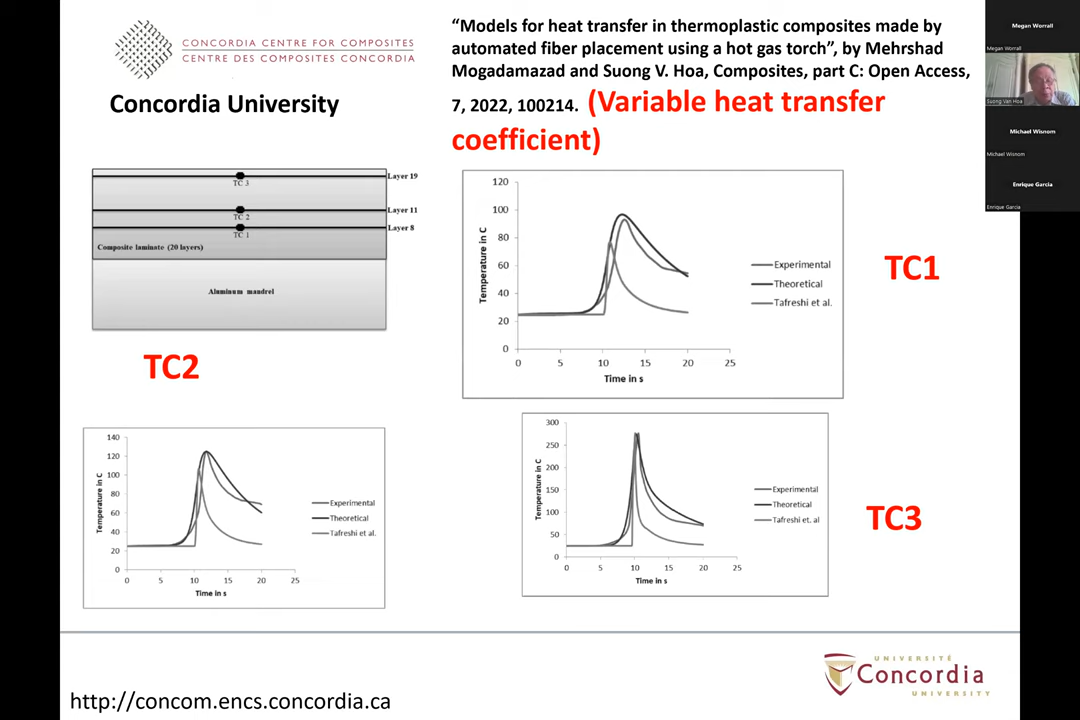 CONCORDIA CENTRE FOR COMPOSITES
CENTRE DES COMPOSITES CONCORDIA
Concordia University
“Models for heat transfer in thermoplastic composites made by
automated fiber placement using a hot gas torch”, by Mehrshad
Mogadamazad and Suong V. Hoa, Composites, part C: Open Access,
7, 2022, 100214. (Variable heat transfer
coefficient)
Megan Worrall
Megan Worrall
Suong Van Hoa
Michael Wisnom
Michael Wisnom
Enrique Garcia
Enrique Garcia
Layer 19
TC 3
Layer 11
TC 2
Layer 8
TC 1
Composite laminate (20 layers)
Aluminum mandrel
TC2
120
100
80
60
40
20
0
Temperature in C
0 5 10 15 20 25
Time in s
Experimental
Theoretical
Tafreshi et al.
TC1
140
120
100
80
60
40
20
0
Temperature in C
0 5 10 15 20 25
Time in s
Experimental
Theoretical
Tafreshi et al.
300
250
200
150
100
50
0
Temperature in C
0 5 10 15 20 25
Time in s
Experimental
Theoretical
Tafreshi et. al
TC3
http://concom.encs.concordia.ca
UNIVERSITÉ
Concordia
UNIVERSITY